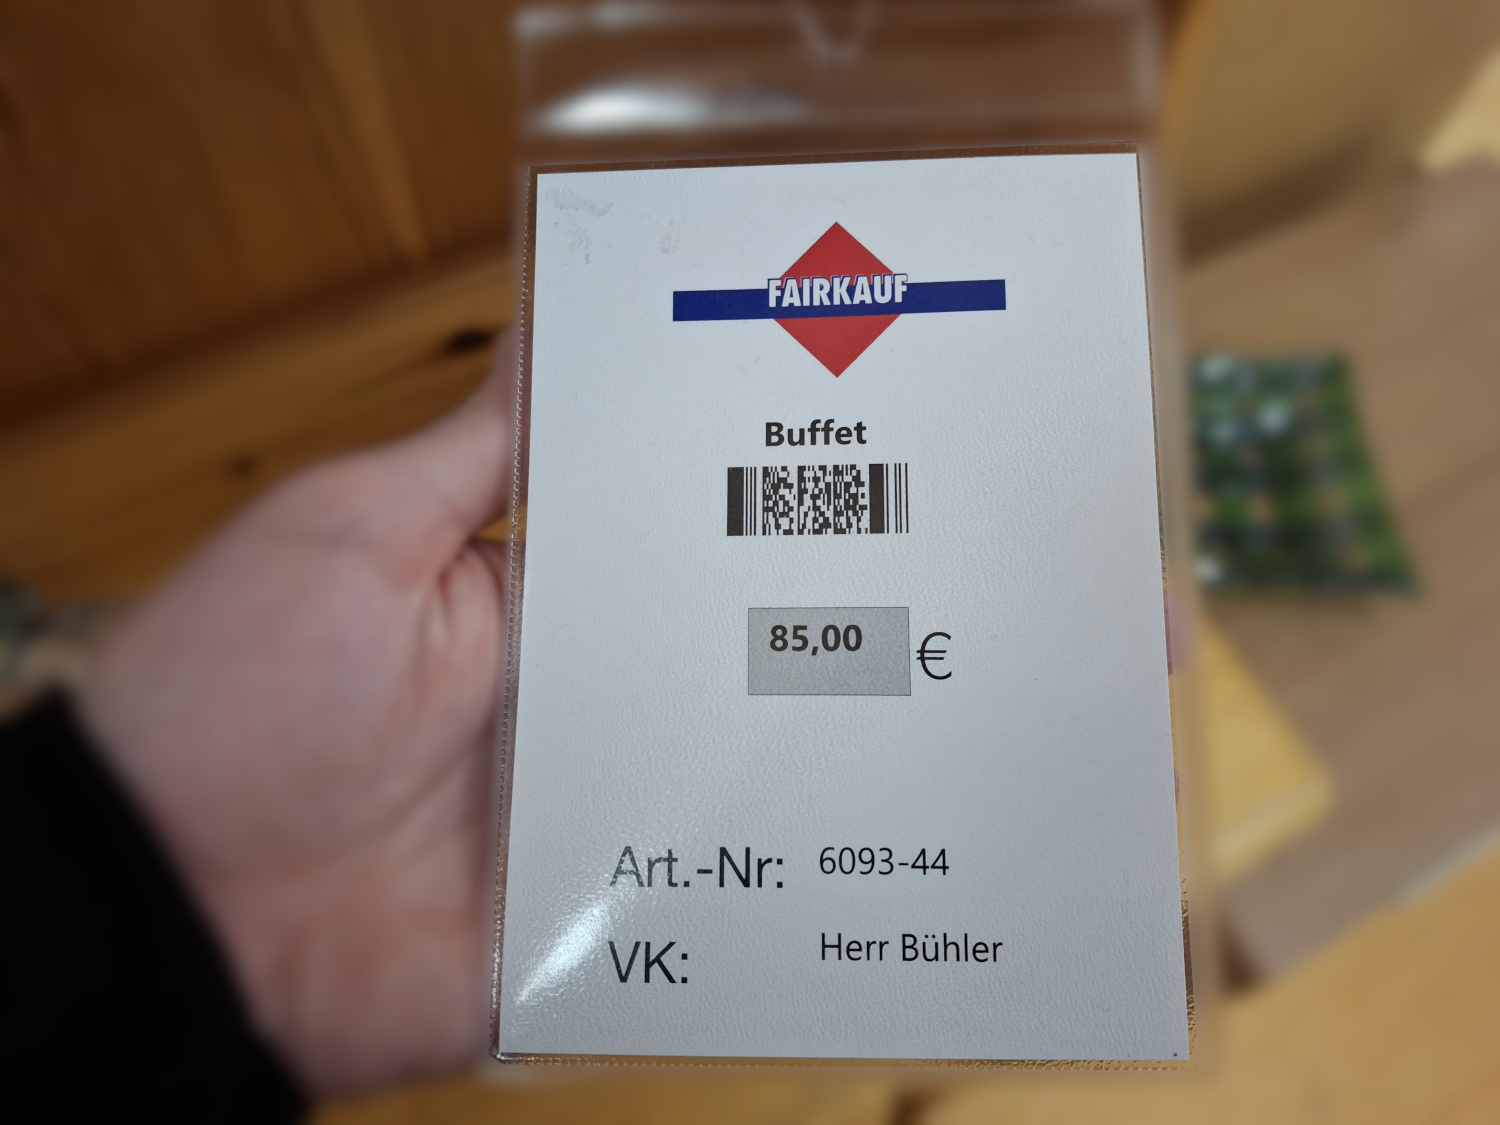 FAIRKAUF
Buffet
85,00 €
Art.-Nr: 6093-44
VK: Herr Bühler